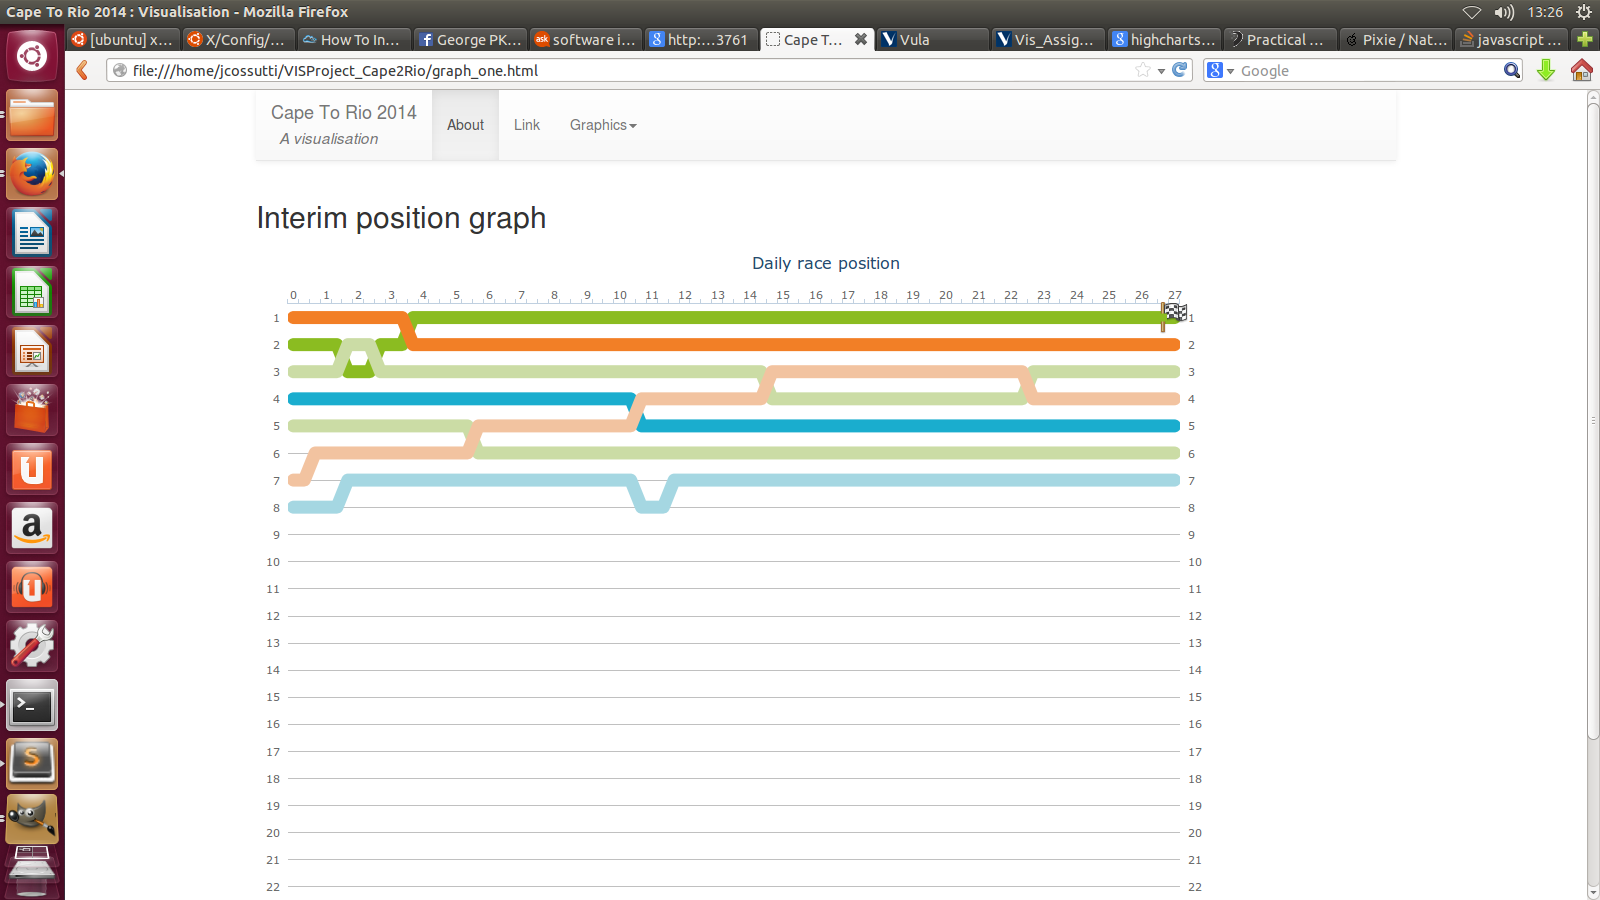 Cape To Rio 2014 : Visualisation - Mozilla Firefox
13:26
[ubuntu] x... X/Config/... How To In... George PK... software i... http:...3761 Cape T... Vula Vis_Assig... highcharts... Practical ... Pixie / Nat... javascript ...
file:///home/jcossutti/VISProject_Cape2Rio/graph_one.html
Google
Cape To Rio 2014
A visualisation
About Link Graphics
Interim position graph
Daily race position
0 1 2 3 4 5 6 7 8 9 10 11 12 13 14 15 16 17 18 19 20 21 22 23 24 25 26 27
1 1
2 2
3 3
4 4
5 5
6 6
7 7
8 8
9 9
10 10
11 11
12 12
13 13
14 14
15 15
16 16
17 17
18 18
19 19
20 20
21 21
22 22